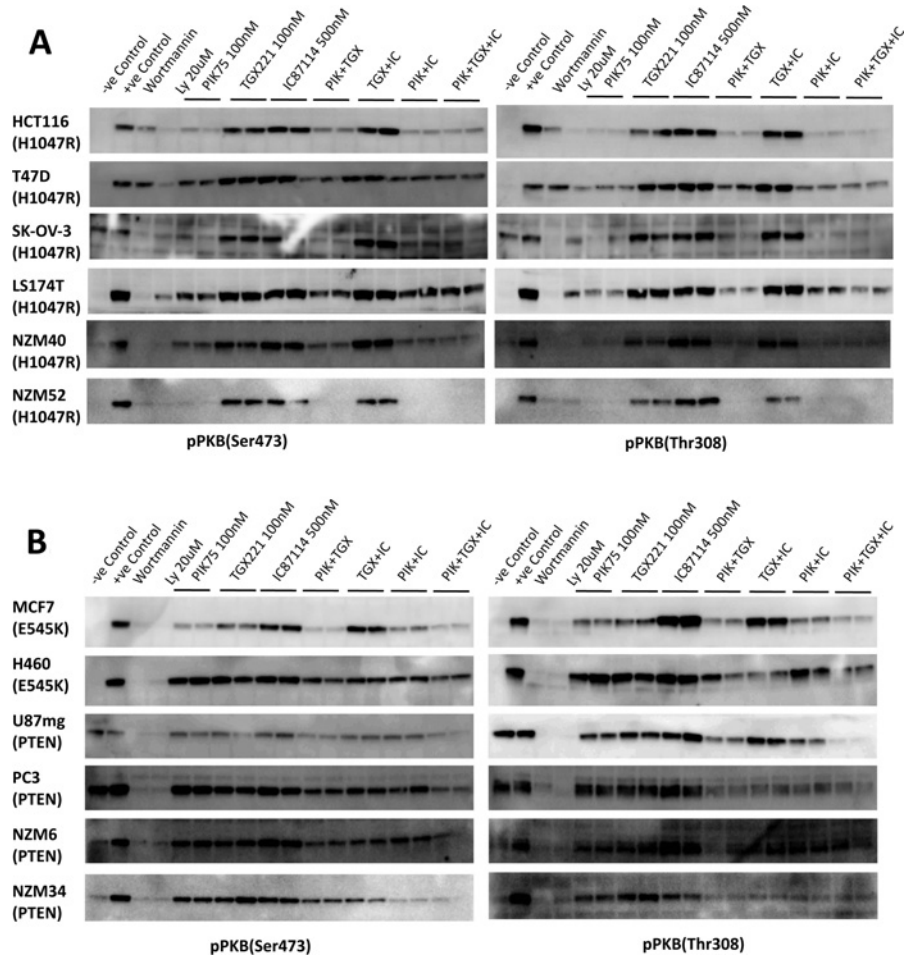 A
-ve Control
+ve Control
Wortmannin
Ly 20uM
PIK75 100nM
TGX221 100nM
IC87114 500nM
PIK+TGX
TGX+IC
PIK+IC
PIK+TGX+IC
-ve Control
+ve Control
Wortmannin
Ly 20uM
PIK75 100nM
TGX221 100nM
IC87114 500nM
PIK+TGX
TGX+IC
PIK+IC
PIK+TGX+IC
HCT116
(H1047R)
T47D
(H1047R)
SK-OV-3
(H1047R)
LS174T
(H1047R)
NZM40
(H1047R)
NZM52
(H1047R)
pPKB(Ser473)
pPKB(Thr308)
B
-ve Control
+ve Control
Wortmannin
Ly 20uM
PIK75 100nM
TGX221 100nM
IC87114 500nM
PIK+TGX
TGX+IC
PIK+IC
PIK+TGX+IC
-ve Control
+ve Control
Wortmannin
Ly 20uM
PIK75 100nM
TGX221 100nM
IC87114 500nM
PIK+TGX
TGX+IC
PIK+IC
PIK+TGX+IC
MCF7
(E545K)
H460
(E545K)
U87mg
(PTEN)
PC3
(PTEN)
NZM6
(PTEN)
NZM34
(PTEN)
pPKB(Ser473)
pPKB(Thr308)